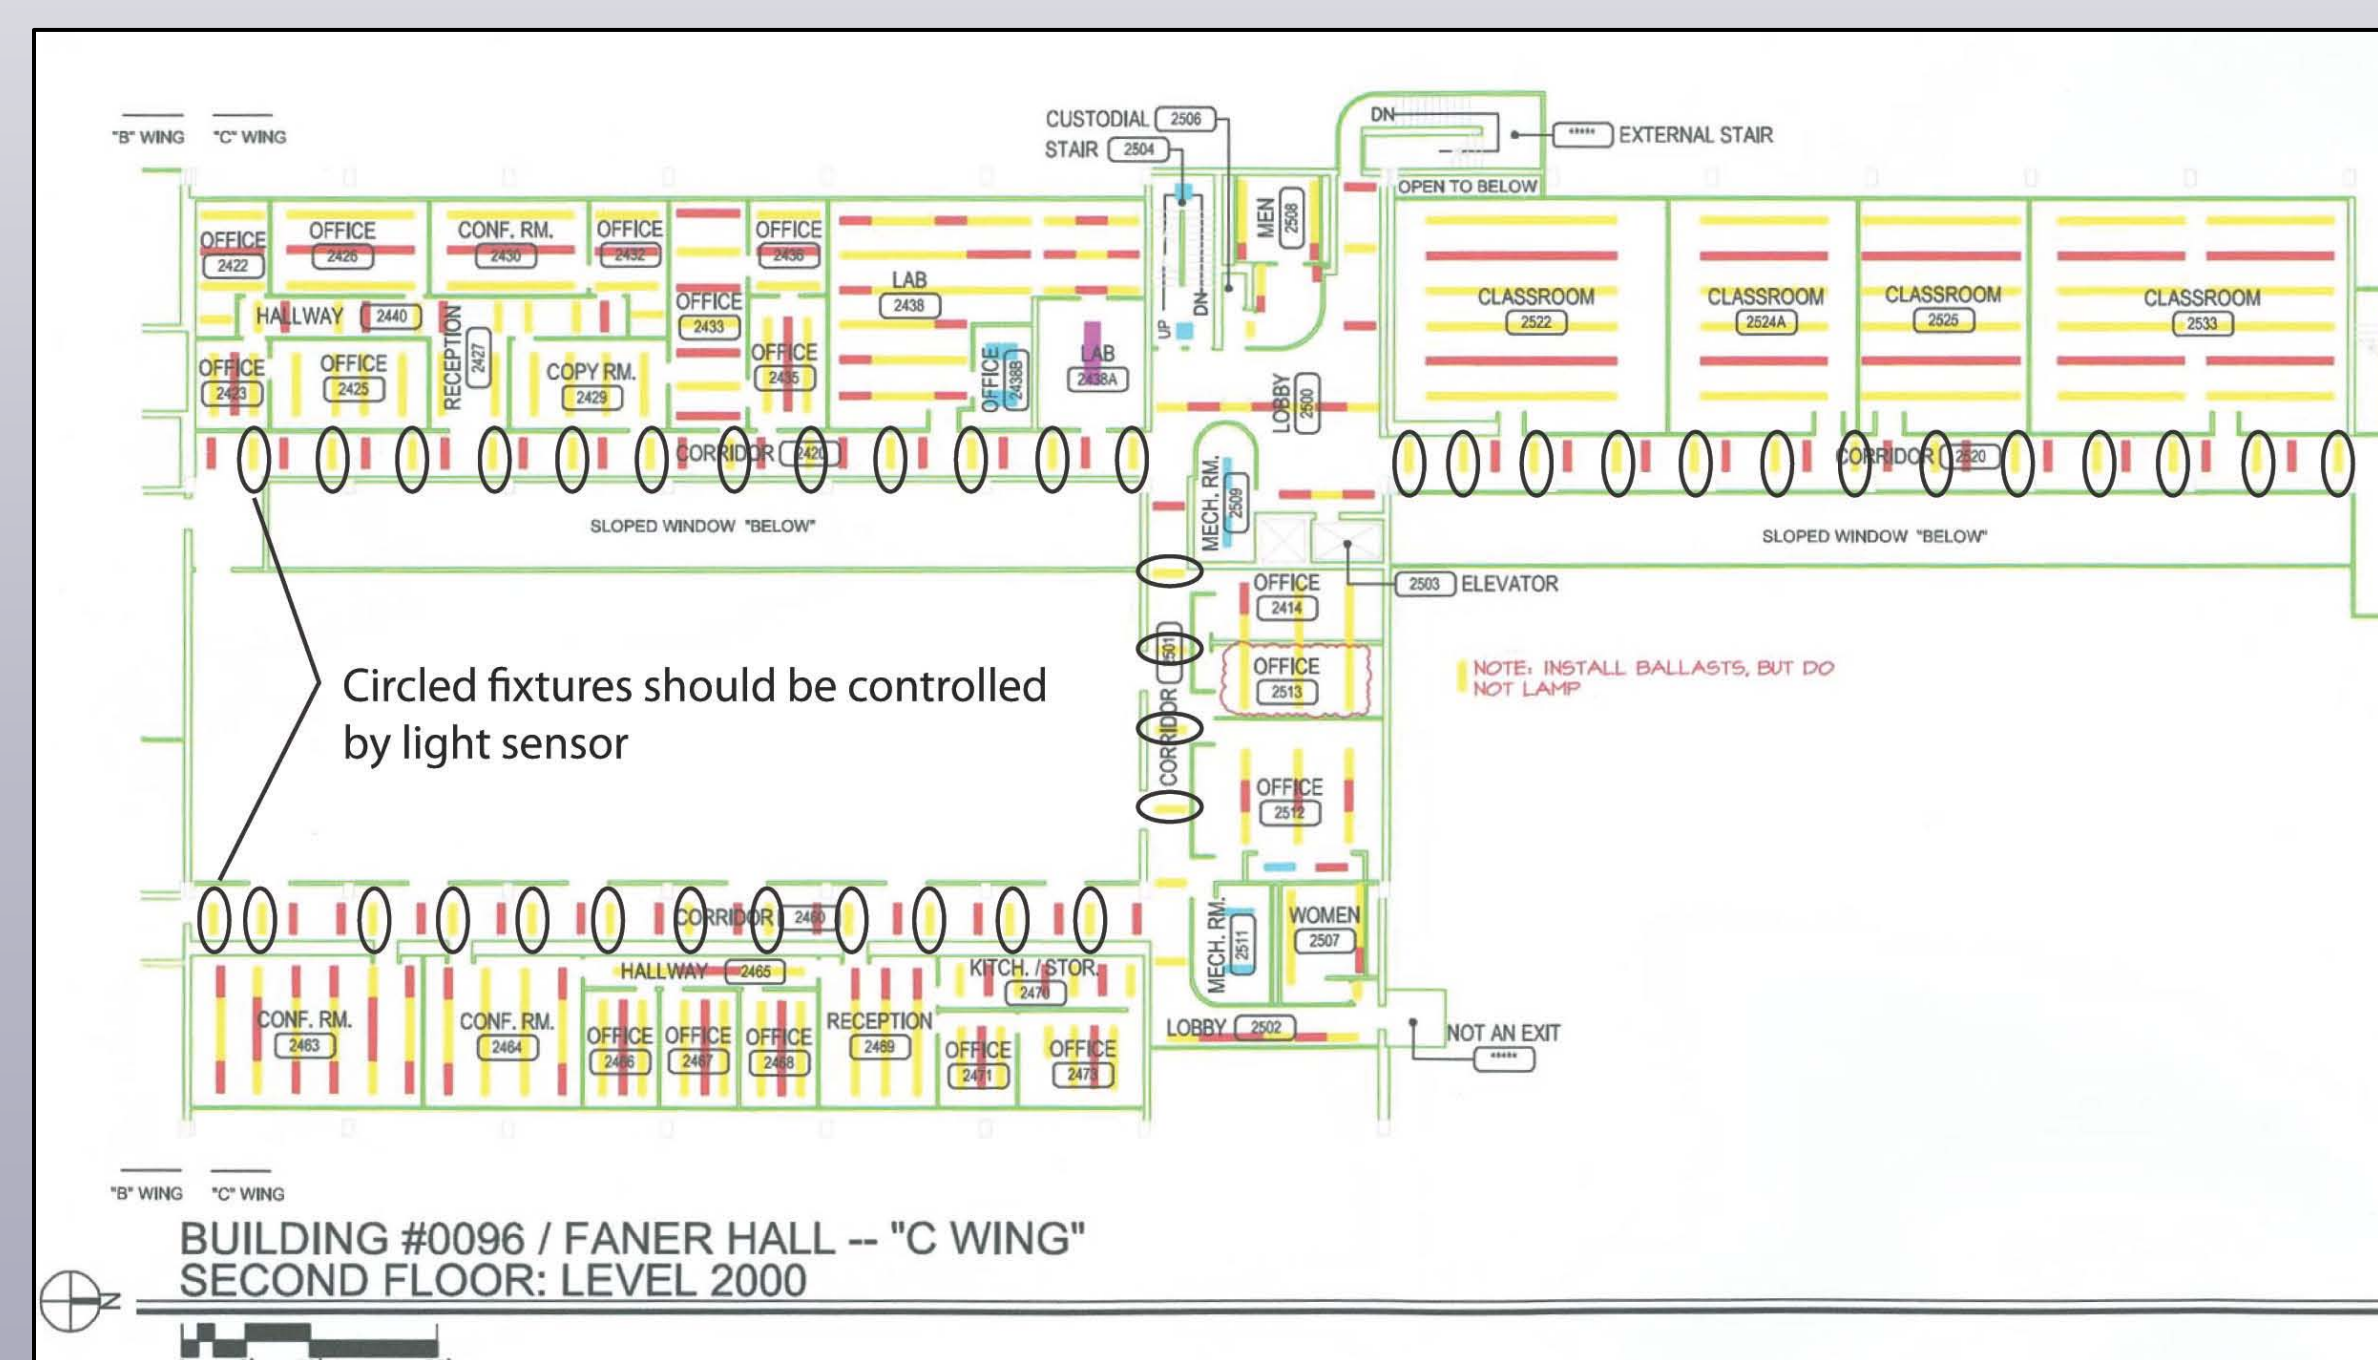 "B" WING "C" WING
CUSTODIAL 2506
STAIR 2504
DN
***** EXTERNAL STAIR
OPEN TO BELOW
OFFICE
2422
OFFICE
2426
CONF. RM.
2430
OFFICE
2432
OFFICE
2433
OFFICE
2436
LAB
2438
MEN
2508
HALLWAY 2440
RECEPTION
2427
OFFICE
2423
OFFICE
2425
COPY RM.
2429
OFFICE
2435
OFFICE
2438B
LAB
2438A
UP
DN
LOBBY
2500
CLASSROOM
2522
CLASSROOM
2524A
CLASSROOM
2525
CLASSROOM
2533
CORRIDOR 2420
CORRIDOR 2520
MECH. RM.
2509
SLOPED WINDOW "BELOW"
SLOPED WINDOW "BELOW"
OFFICE
2414
2503 ELEVATOR
CORRIDOR
OFFICE
2513
NOTE: INSTALL BALLASTS, BUT DO
NOT LAMP
Circled fixtures should be controlled
by light sensor
OFFICE
2512
CORRIDOR 2460
MECH. RM.
2511
WOMEN
2507
HALLWAY 2465
KITCH. / STOR.
2470
CONF. RM.
2463
CONF. RM.
2464
OFFICE
2466
OFFICE
2467
OFFICE
2468
RECEPTION
2469
OFFICE
2471
OFFICE
2473
LOBBY 2502
NOT AN EXIT
*****
"B" WING "C" WING
BUILDING #0096 / FANER HALL -- "C WING"
SECOND FLOOR: LEVEL 2000
N